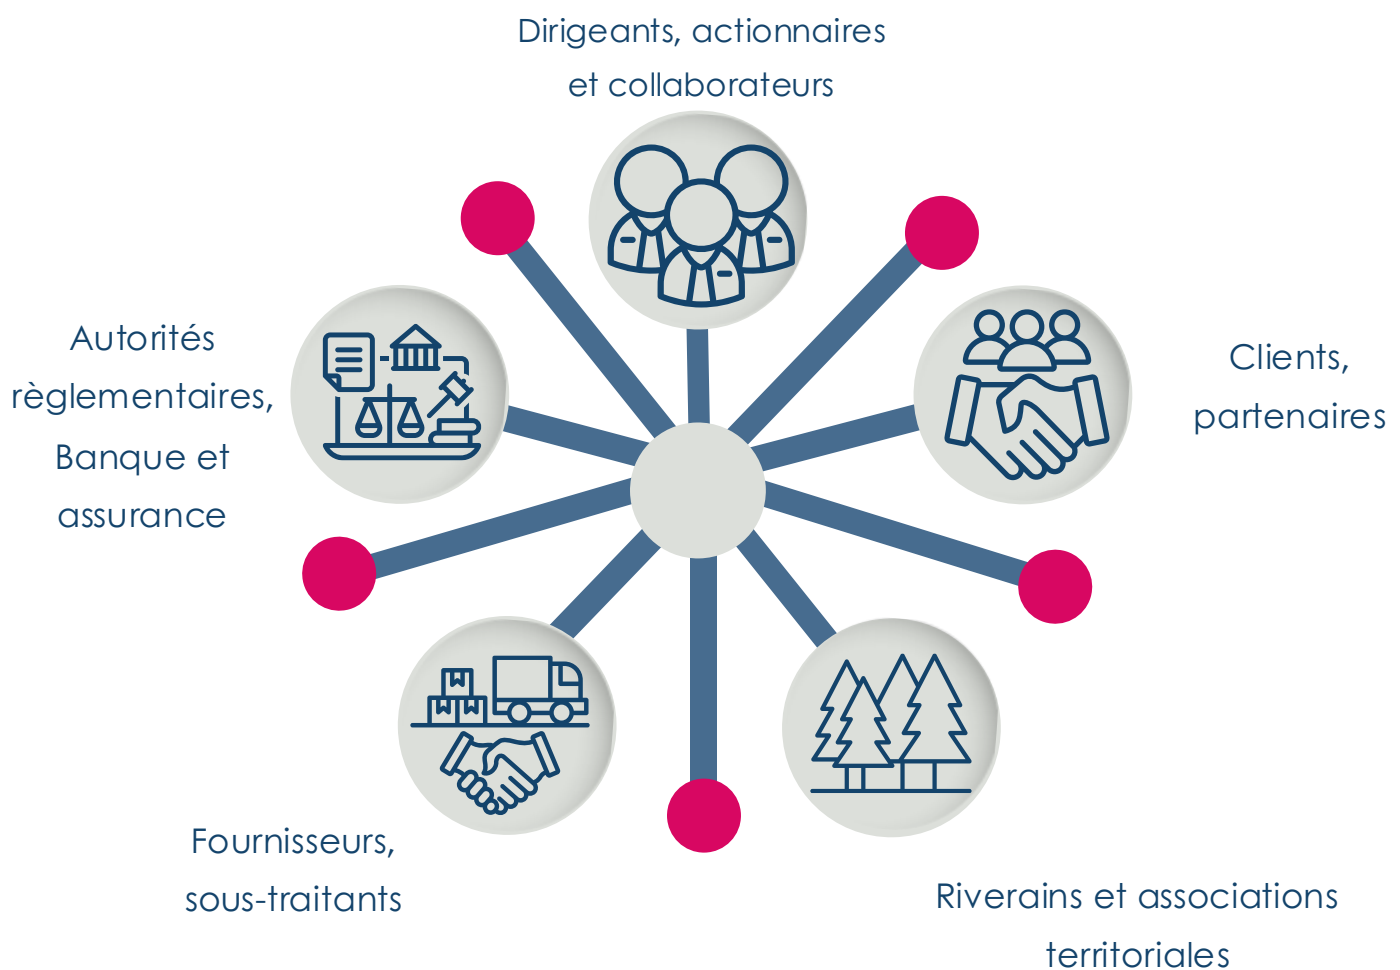 Dirigeants, actionnaires
et collaborateurs
Autorités
règlementaires,
Banque et
assurance
Clients,
partenaires
Fournisseurs,
sous-traitants
Riverains et associations
territoriales